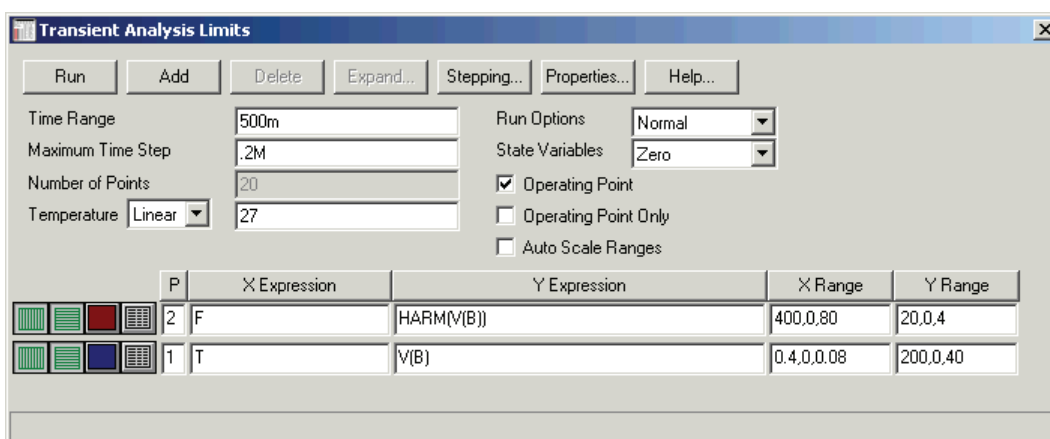 Transient Analysis Limits
Run Add Delete Expand... Stepping... Properties... Help...
Time Range 500m Run Options Normal
Maximum Time Step .2M State Variables Zero
Number of Points 20 Operating Point
Temperature Linear 27 Operating Point Only
Auto Scale Ranges
P X Expression Y Expression X Range Y Range
2 F HARM(V(B)) 400,0,80 20,0,4
1 T V(B) 0.4,0,0.08 200,0,40